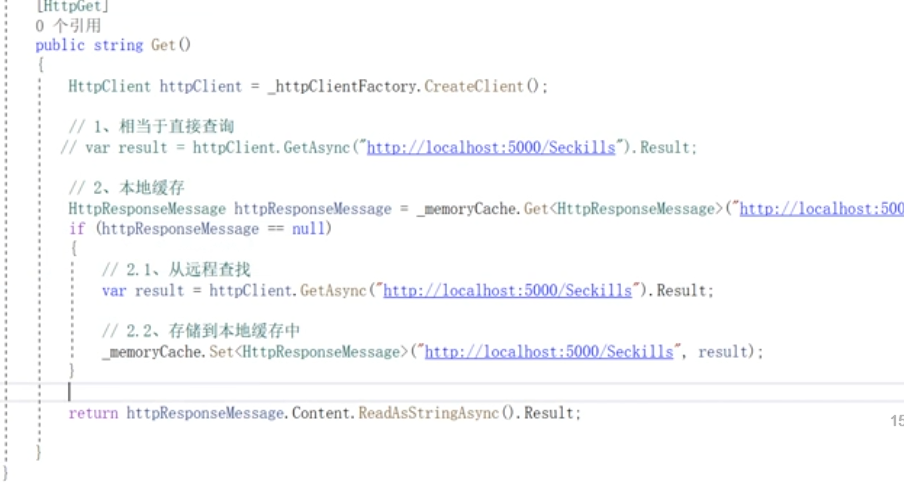 [HttpGet]
0 个引用
public string Get()
{
HttpClient httpClient = _httpClientFactory.CreateClient();
// 1、相当于直接查询
// var result = httpClient.GetAsync("http://localhost:5000/Seckills").Result;
// 2、本地缓存
HttpResponseMessage httpResponseMessage = _memoryCache.Get<HttpResponseMessage>("http://localhost:500
if (httpResponseMessage == null)
{
// 2.1、从远程查找
var result = httpClient.GetAsync("http://localhost:5000/Seckills").Result;
// 2.2、存储到本地缓存中
_memoryCache.Set<HttpResponseMessage>("http://localhost:5000/Seckills", result);
}
return httpResponseMessage.Content.ReadAsStringAsync().Result;
15
}
}